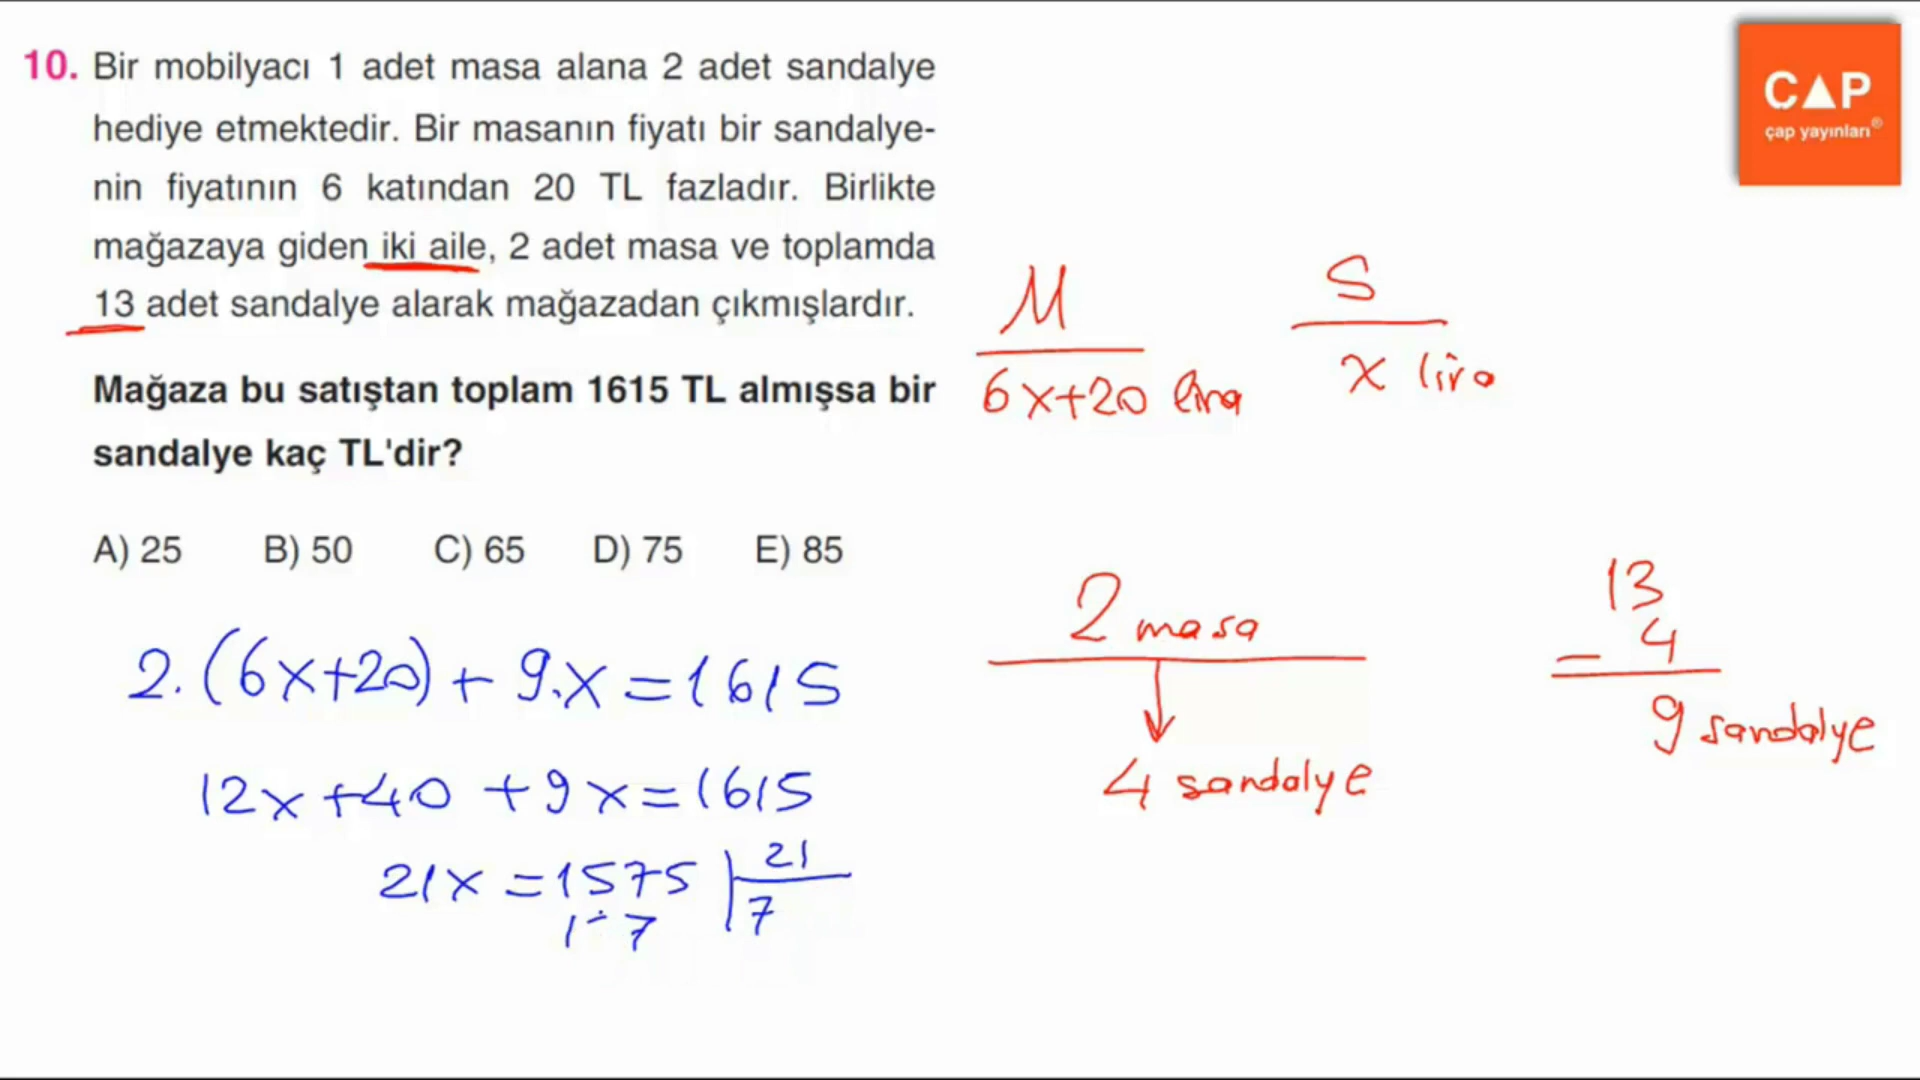 10. Bir mobilyacı 1 adet masa alana 2 adet sandalye
hediye etmektedir. Bir masanın fiyatı bir sandalye-
nin fiyatının 6 katından 20 TL fazladır. Birlikte
mağazaya giden iki aile, 2 adet masa ve toplamda
13 adet sandalye alarak mağazadan çıkmışlardır.
Mağaza bu satıştan toplam 1615 TL almışsa bir
sandalye kaç TL'dir?
A) 25 B) 50 C) 65 D) 75 E) 85
2.(6x+20) + 9.x = 1615
12x +40 +9x = 1615
21x = 1575 21
7
CAP
çap yayınları®
M S
6x+20 lira x lira
2 masa
4 sandalye
13
- 4
9 sandalye